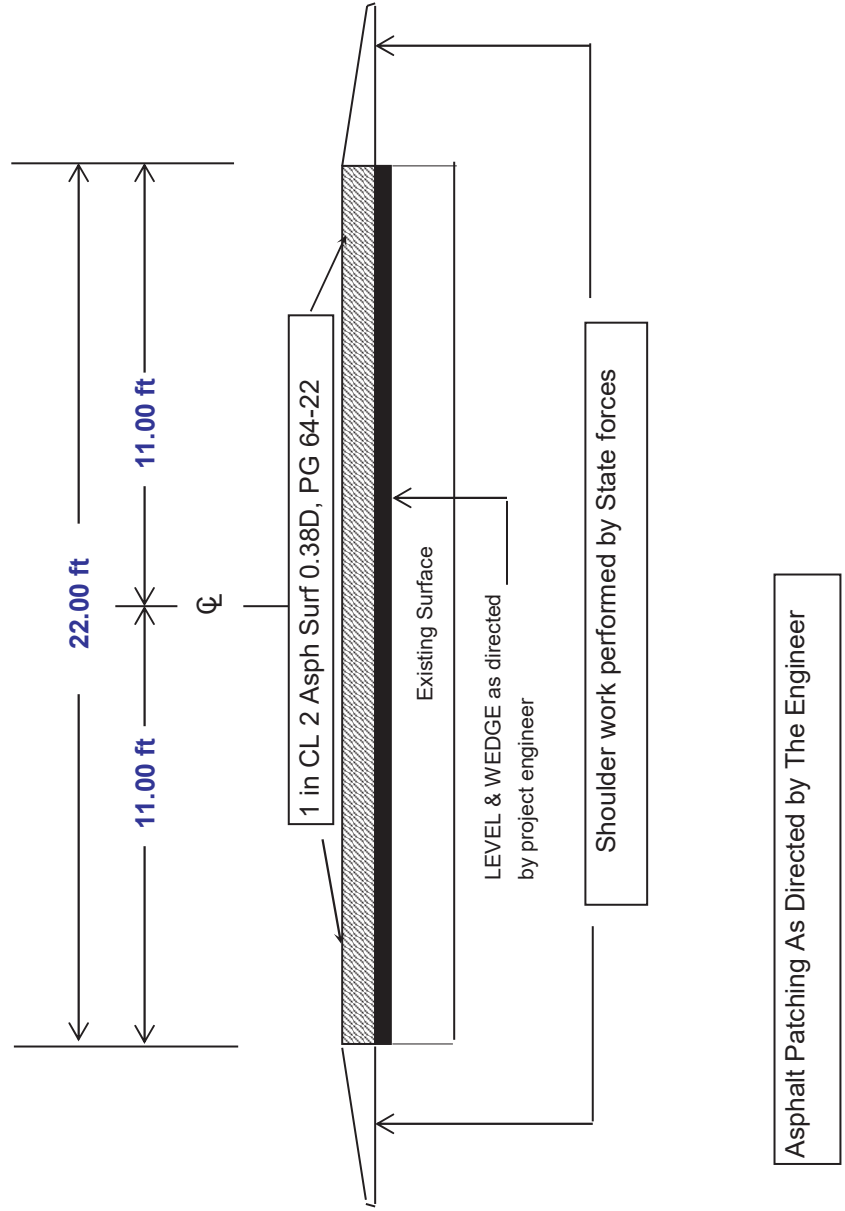 22.00 ft
11.00 ft
11.00 ft
℄
1 in CL 2 Asph Surf 0.38D, PG 64-22
Existing Surface
LEVEL & WEDGE as directed
by project engineer
Shoulder work performed by State forces
Asphalt Patching As Directed by The Engineer